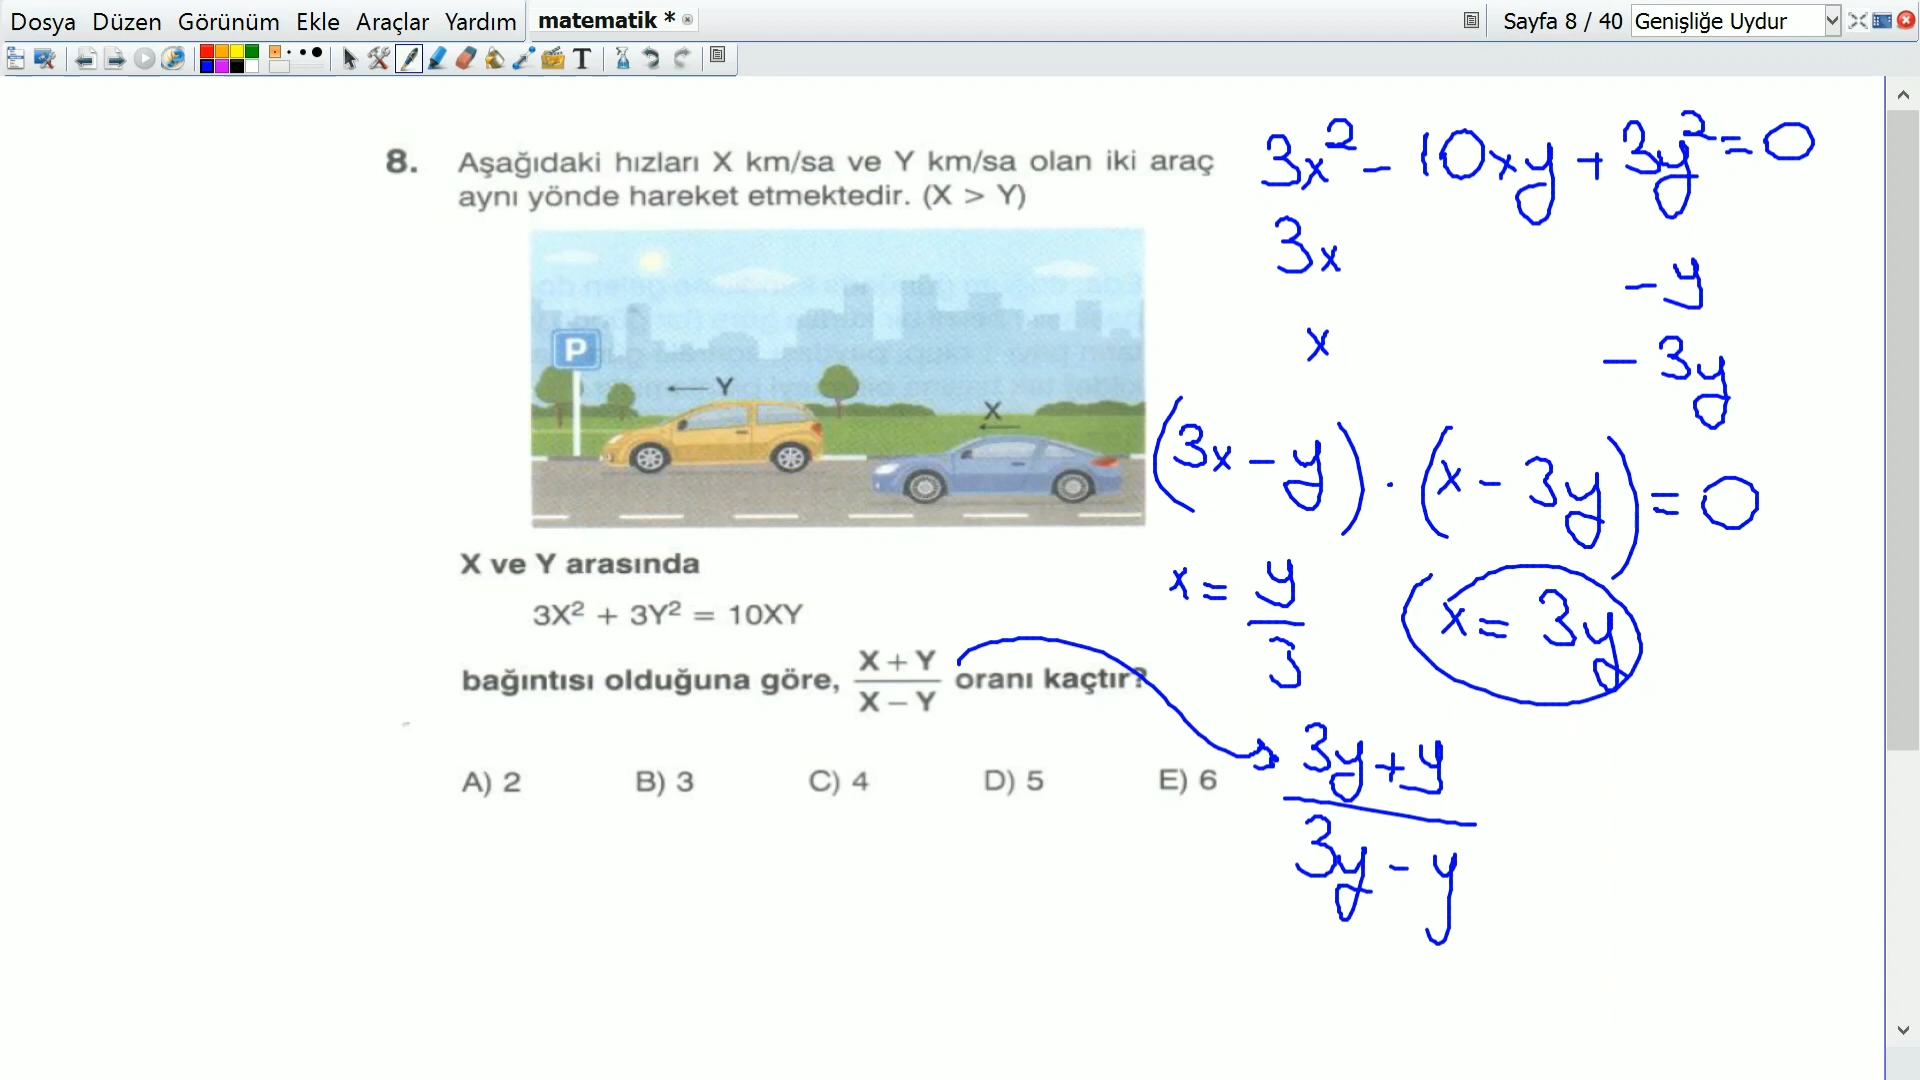 Dosya Düzen Görünüm Ekle Araçlar Yardım
matematik *
Sayfa 8 / 40
Genişliğe Uydur
T
8. Aşağıdaki hızları X km/sa ve Y km/sa olan iki araç
aynı yönde hareket etmektedir. (X > Y)
P
Y
X
X ve Y arasında
3X² + 3Y² = 10XY
bağıntısı olduğuna göre, X + Y / X − Y oranı kaçtır?
A) 2 B) 3 C) 4 D) 5 E) 6
3x² - 10xy + 3y² = 0
3x -y
x -3y
(3x - y) . (x - 3y) = 0
x = y/3
x = 3y
3y + y
3y - y